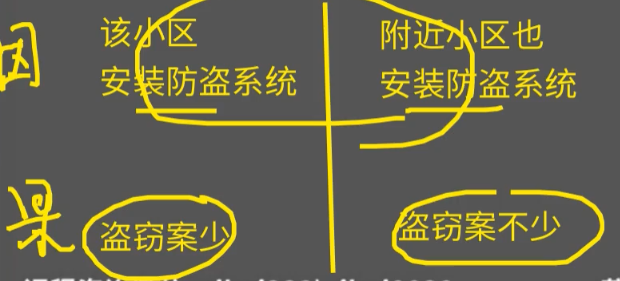 因
该小区
安装防盗系统
附近小区也
安装防盗系统
果
盗窃案少
盗窃案不少